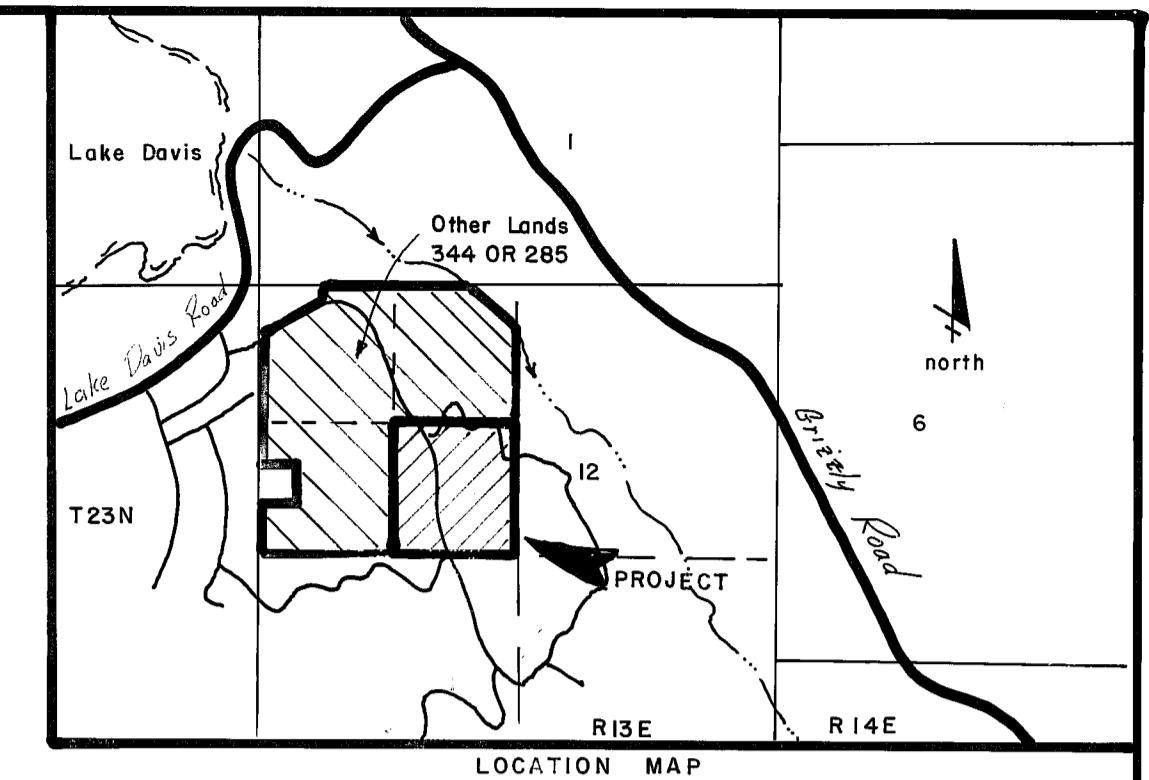 Lake Davis
1
Other Lands
344 OR 285
Lake Davis Road
north
6
Grizzly Road
12
T23N
PROJECT
R13E
R14E
LOCATION MAP